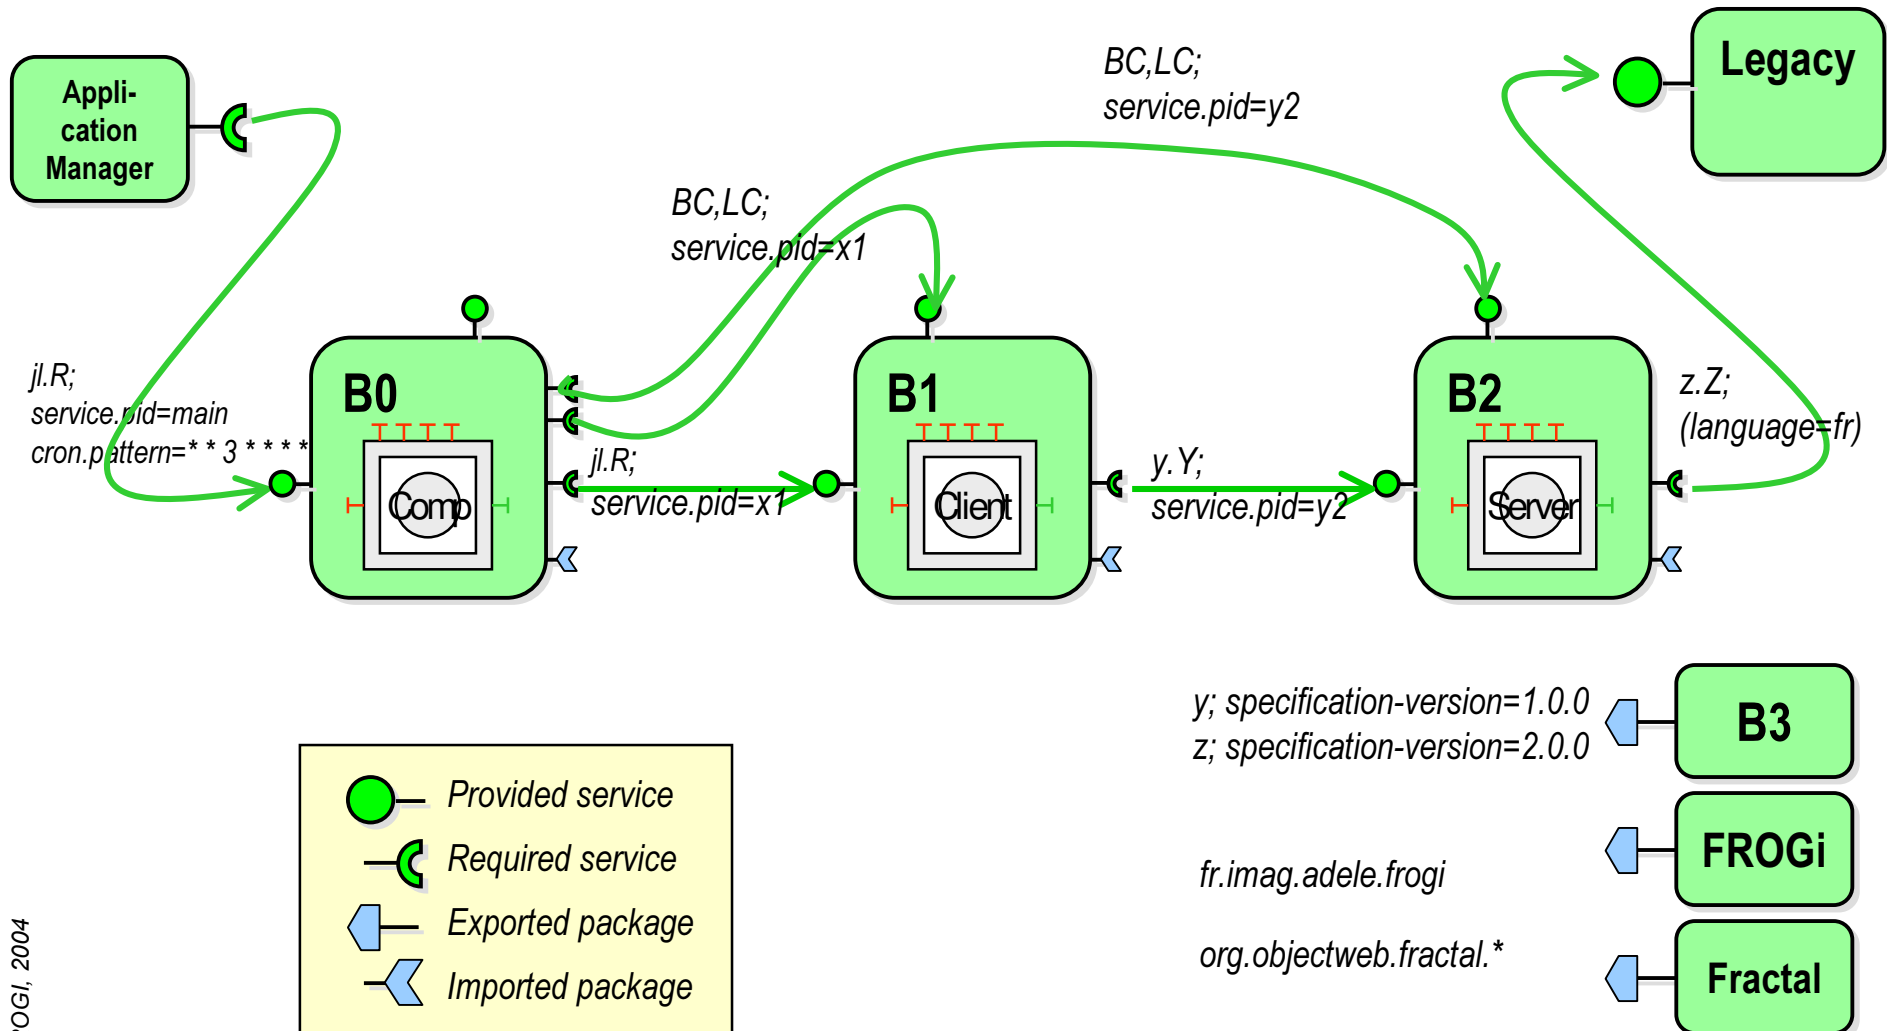 Appli-
cation
Manager
BC,LC;
service.pid=y2
Legacy
BC,LC;
service.pid=x1
jl.R;
service.pid=main
cron.pattern=* * 3 * * * *
B0
Comp
jl.R;
service.pid=x1
B1
Client
y.Y;
service.pid=y2
B2
Server
z.Z;
(language=fr)
y; specification-version=1.0.0
z; specification-version=2.0.0
B3
fr.imag.adele.frogi
FROGi
org.objectweb.fractal.*
Fractal
Provided service
Required service
Exported package
Imported package
2004